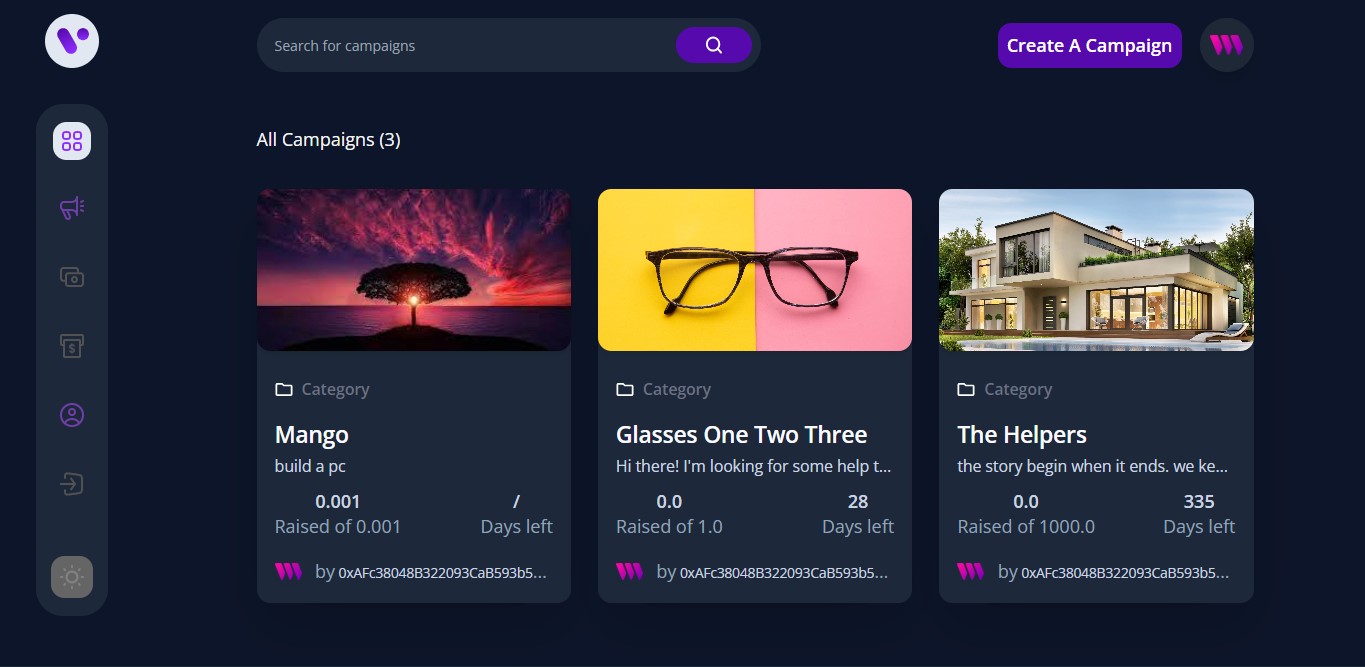 Search for campaigns
Create A Campaign
All Campaigns (3)
Category
Mango
build a pc
0.001
/
Raised of 0.001
Days left
by 0xAFc38048B322093CaB593b5...
Category
Glasses One Two Three
Hi there! I'm looking for some help t...
0.0
28
Raised of 1.0
Days left
by 0xAFc38048B322093CaB593b5...
Category
The Helpers
the story begin when it ends. we ke...
0.0
335
Raised of 1000.0
Days left
by 0xAFc38048B322093CaB593b5...